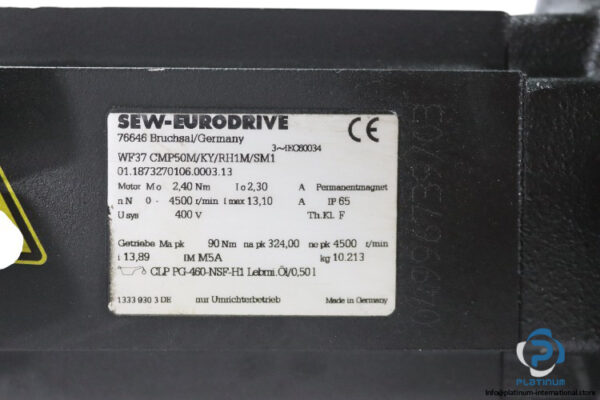 SEW-EURODRIVE
76646 Bruchsal/Germany
CE
3~IEC60034
WF37 CMP50M/KY/RH1M/SM1
01.1873270106.0003.13
Motor Mo 2,40 Nm Io 2,30 A Permanentmagnet
nN 0- 4500 r/min Imax 13,10 A IP 65
Usys 400 V Th.Kl. F
Getriebe Ma pk 90 Nm na pk 324,00 ne pk 4500 r/min
i 13,89 IM M5A kg 10.213
CLP PG-460-NSF-H1 Lebmi.Öl/0,50 l
1333 930 3 DE nur Umrichterbetrieb Made in Germany
PLATINUM
info@platinum-international.store